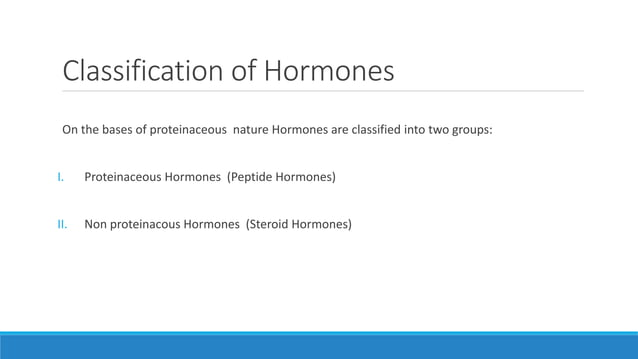 Classification of Hormones
On the bases of proteinaceous nature Hormones are classified into two groups:
I. Proteinaceous Hormones (Peptide Hormones)
II. Non proteinacous Hormones (Steroid Hormones)